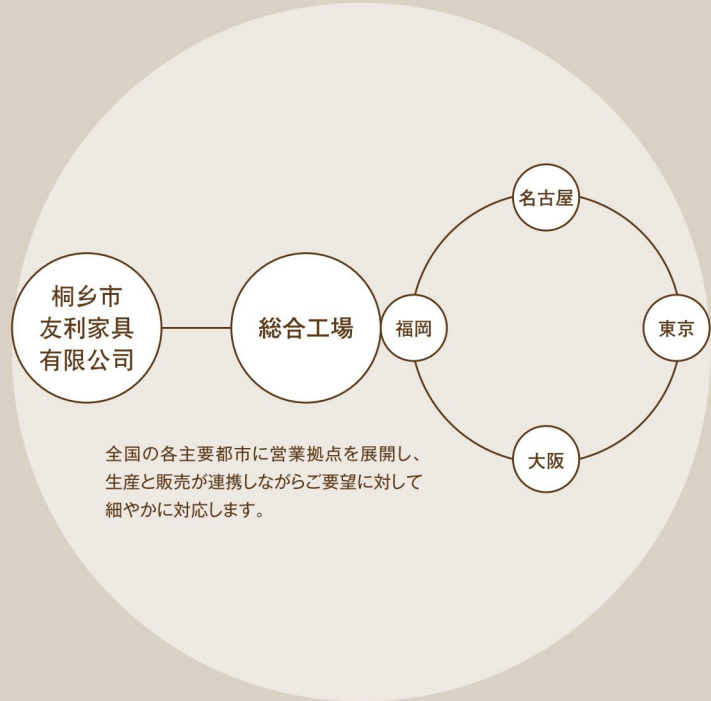 名古屋
桐乡市
友利家具
有限公司
総合工場
福岡
東京
大阪
全国の各主要都市に営業拠点を展開し、
生産と販売が連携しながらご要望に対して
細やかに対応します。